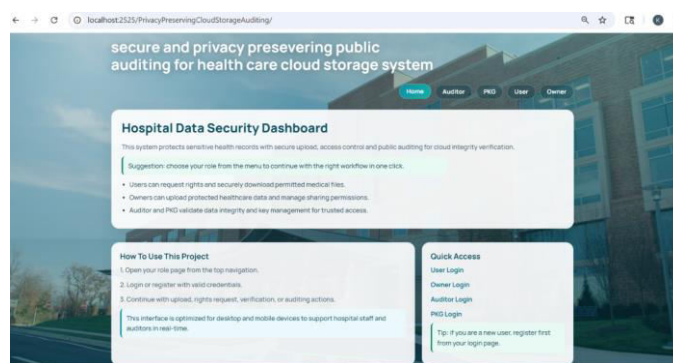 localhost:2525/PrivacyPreservingCloudStorageAuditing/
K
secure and privacy presevering public
auditing for health care cloud storage system
Home Auditor PKG User Owner
Hospital Data Security Dashboard
This system protects sensitive health records with secure upload, access control and public auditing for cloud integrity verification.
Suggestion: choose your role from the menu to continue with the right workflow in one click.
• Users can request rights and securely download permitted medical files.
• Owners can upload protected healthcare data and manage sharing permissions.
• Auditor and PKG validate data integrity and key management for trusted access.
How To Use This Project
1. Open your role page from the top navigation.
2. Login or register with valid credentials.
3. Continue with upload, rights request, verification, or auditing actions.
This interface is optimized for desktop and mobile devices to support hospital staff and
auditors in real-time.
Quick Access
User Login
Owner Login
Auditor Login
PKG Login
Tip: if you are a new user, register first
from your login page.